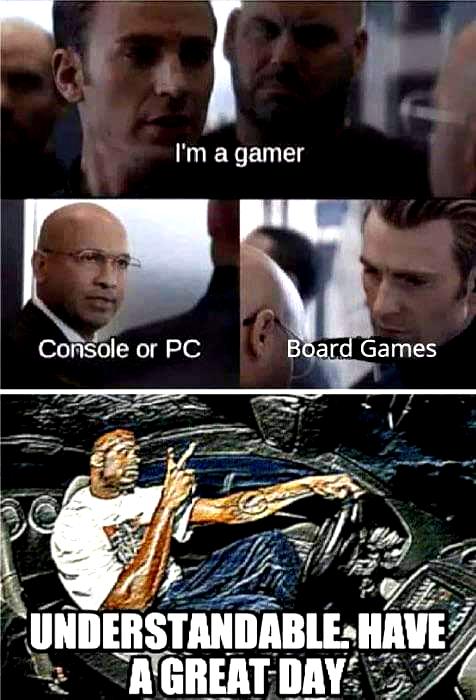 I'm a gamer
Console or PC
Board Games
UNDERSTANDABLE. HAVE
A GREAT DAY